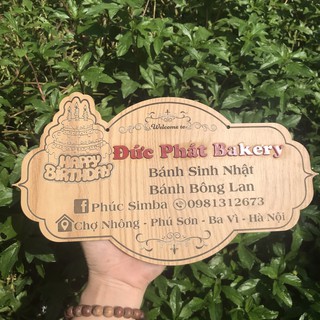 Welcome to
Đức Phát Bakery
HAPPY
BIRTHDAY
Bánh Sinh Nhật
Bánh Bông Lan
Phúc Simba 0981312673
Chợ Nhông - Phú Sơn - Ba Vì - Hà Nội